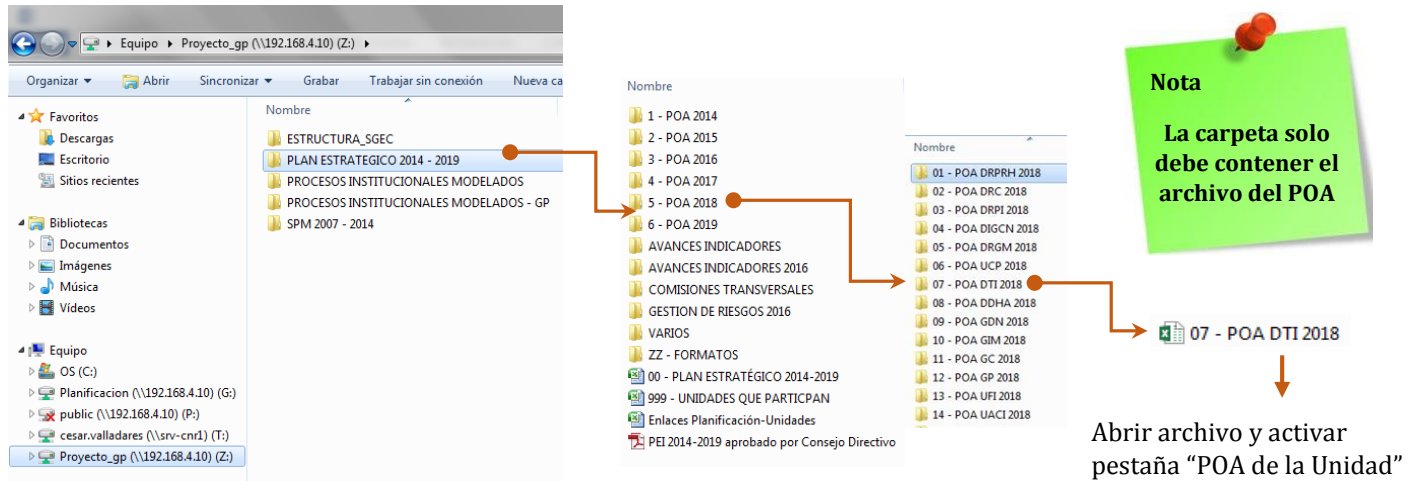 Equipo Proyecto_gp (\\192.168.4.10) (Z:)
Organizar Abrir Sincronizar Grabar Trabajar sin conexión Nueva ca
Favoritos
Descargas
Escritorio
Sitios recientes
Bibliotecas
Documentos
Imágenes
Música
Vídeos
Equipo
OS (C:)
Planificacion (\\192.168.4.10) (G:)
public (\\192.168.4.10) (P:)
cesar.valladares (\\srv-cnr1) (T:)
Proyecto_gp (\\192.168.4.10) (Z:)
Nombre
ESTRUCTURA_SGEC
PLAN ESTRATEGICO 2014 - 2019
PROCESOS INSTITUCIONALES MODELADOS
PROCESOS INSTITUCIONALES MODELADOS - GP
SPM 2007 - 2014
Nombre
1 - POA 2014
2 - POA 2015
3 - POA 2016
4 - POA 2017
5 - POA 2018
6 - POA 2019
AVANCES INDICADORES
AVANCES INDICADORES 2016
COMISIONES TRANSVERSALES
GESTION DE RIESGOS 2016
VARIOS
ZZ - FORMATOS
00 - PLAN ESTRATÉGICO 2014-2019
999 - UNIDADES QUE PARTICPAN
Enlaces Planificación-Unidades
PEI 2014-2019 aprobado por Consejo Directivo
Nombre
01 - POA DRPRH 2018
02 - POA DRC 2018
03 - POA DRPI 2018
04 - POA DIGCN 2018
05 - POA DRGM 2018
06 - POA UCP 2018
07 - POA DTI 2018
08 - POA DDHA 2018
09 - POA GDN 2018
10 - POA GIM 2018
11 - POA GC 2018
12 - POA GP 2018
13 - POA UFI 2018
14 - POA UACI 2018
Nota
La carpeta solo
debe contener el
archivo del POA
07 - POA DTI 2018
Abrir archivo y activar
pestaña “POA de la Unidad”